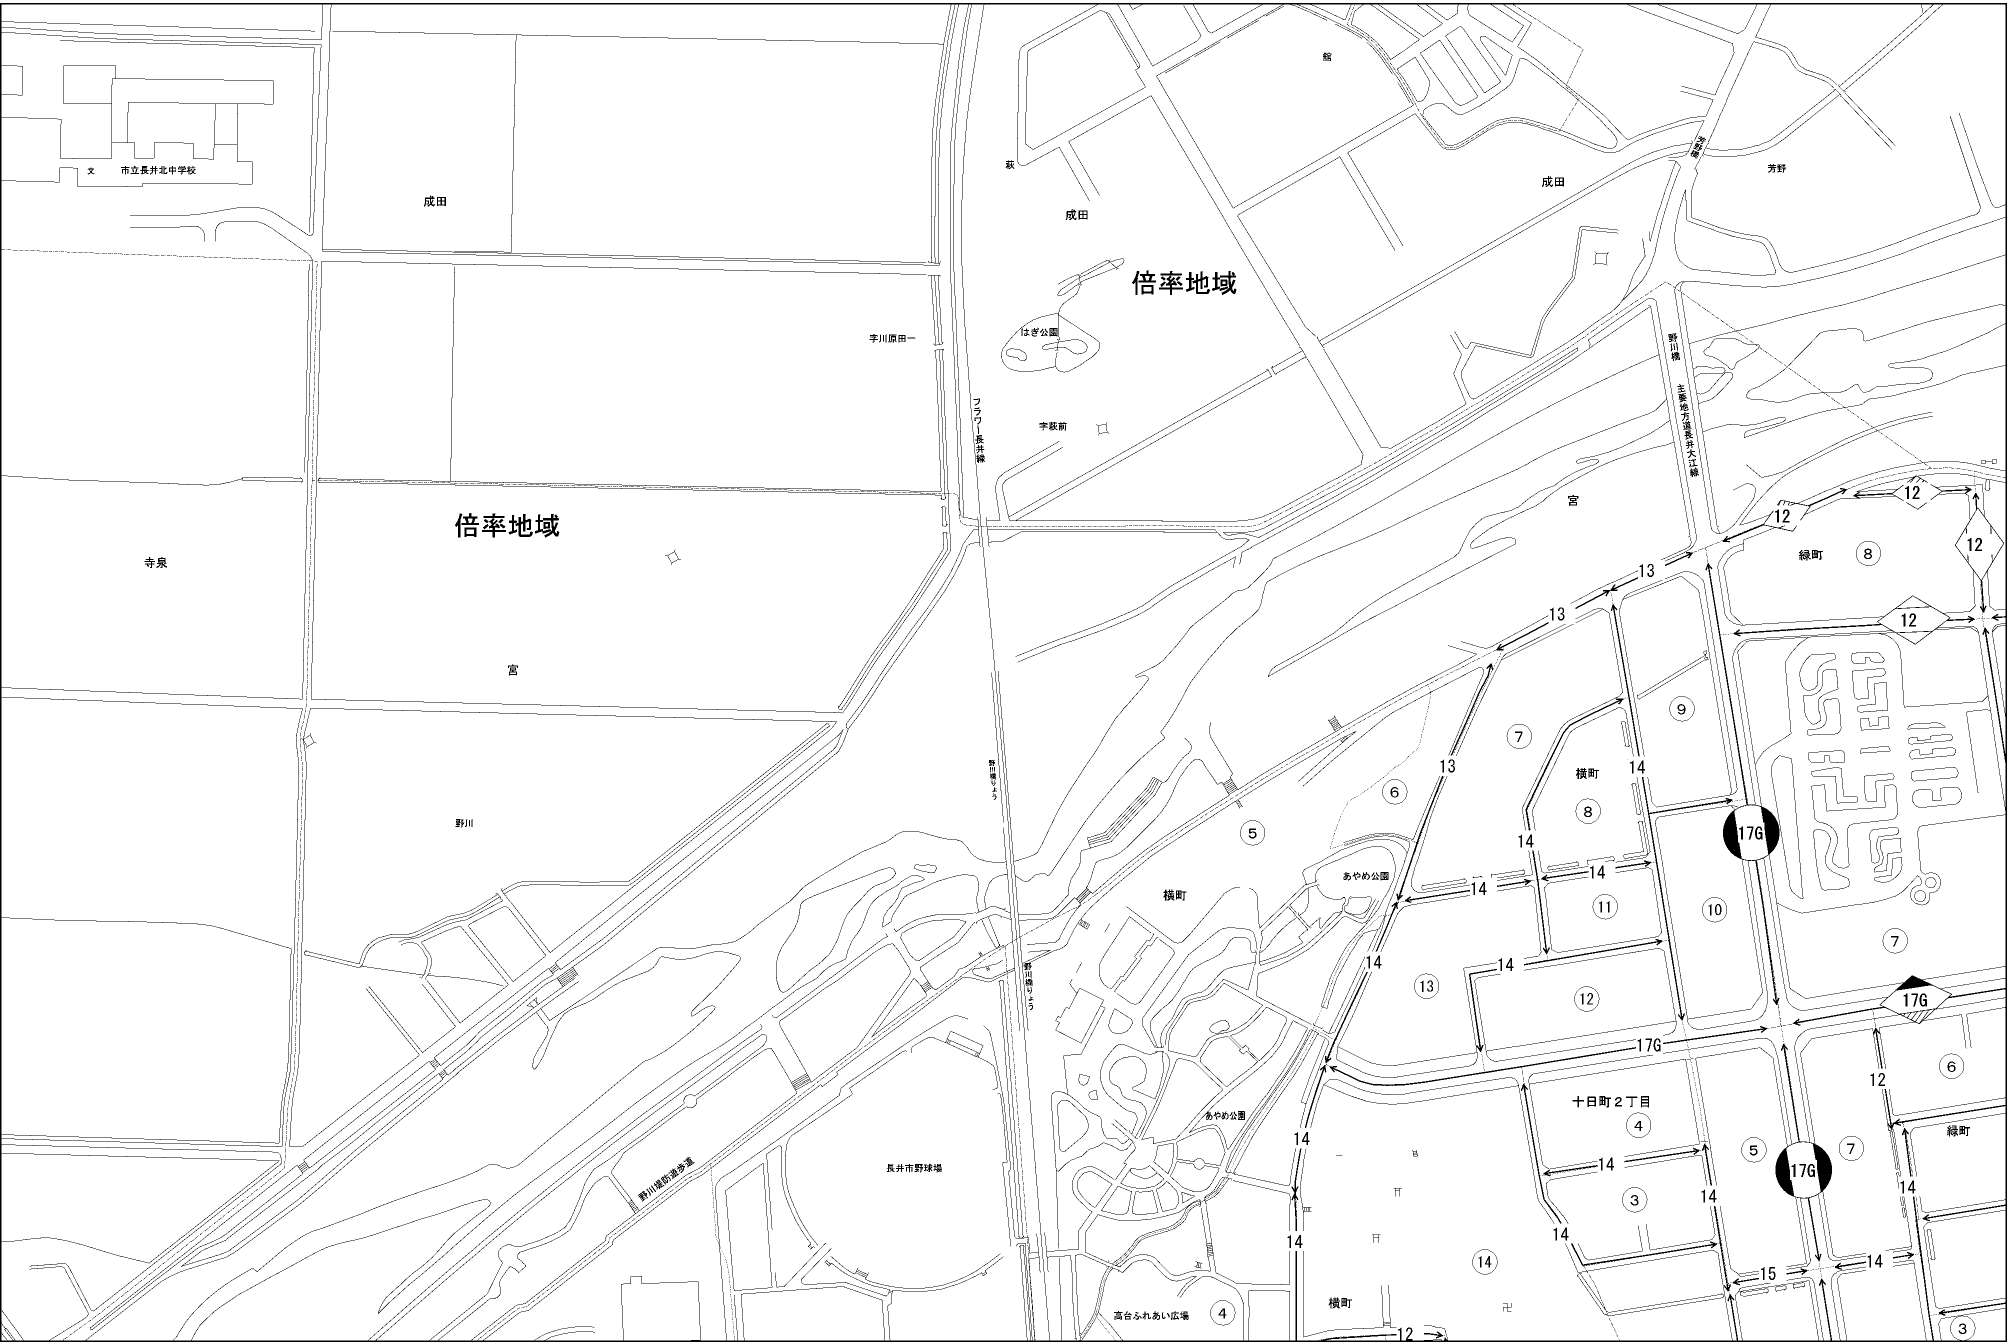 舘
芳野橋
萩
文
市立長井北中学校
芳野
成田
成田
成田
倍率地域
はぎ公園
字川原田一
野川橋
主要地方道長井大江線
フラワー長井線
字萩前
宮
12
12
倍率地域
12
寺泉
緑町
8
13
13
12
宮
9
7
13
14
横町
野川橋りょう
6
8
野川
5
17G
14
14
14
あやめ公園
横町
11
10
7
14
14
13
12
17G
野川橋りょう
17G
6
12
十日町2丁目
4
あやめ公園
緑町
14
5
7
14
長井市野球場
17G
野川堤防遊歩道
3
14
14
14
14
14
15
14
横町
4
高台ふれあい広場
12
3